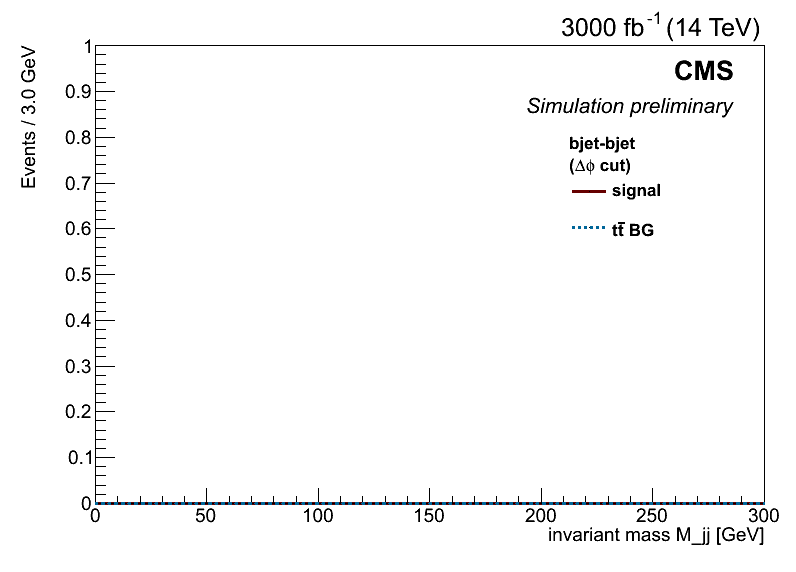 3000 fb-1 (14 TeV)
CMS
Simulation preliminary
bjet-bjet
(Δϕ cut)
signal
tt̅ BG
Events / 3.0 GeV
1
0.9
0.8
0.7
0.6
0.5
0.4
0.3
0.2
0.1
0
0 50 100 150 200 250 300
invariant mass M_jj [GeV]